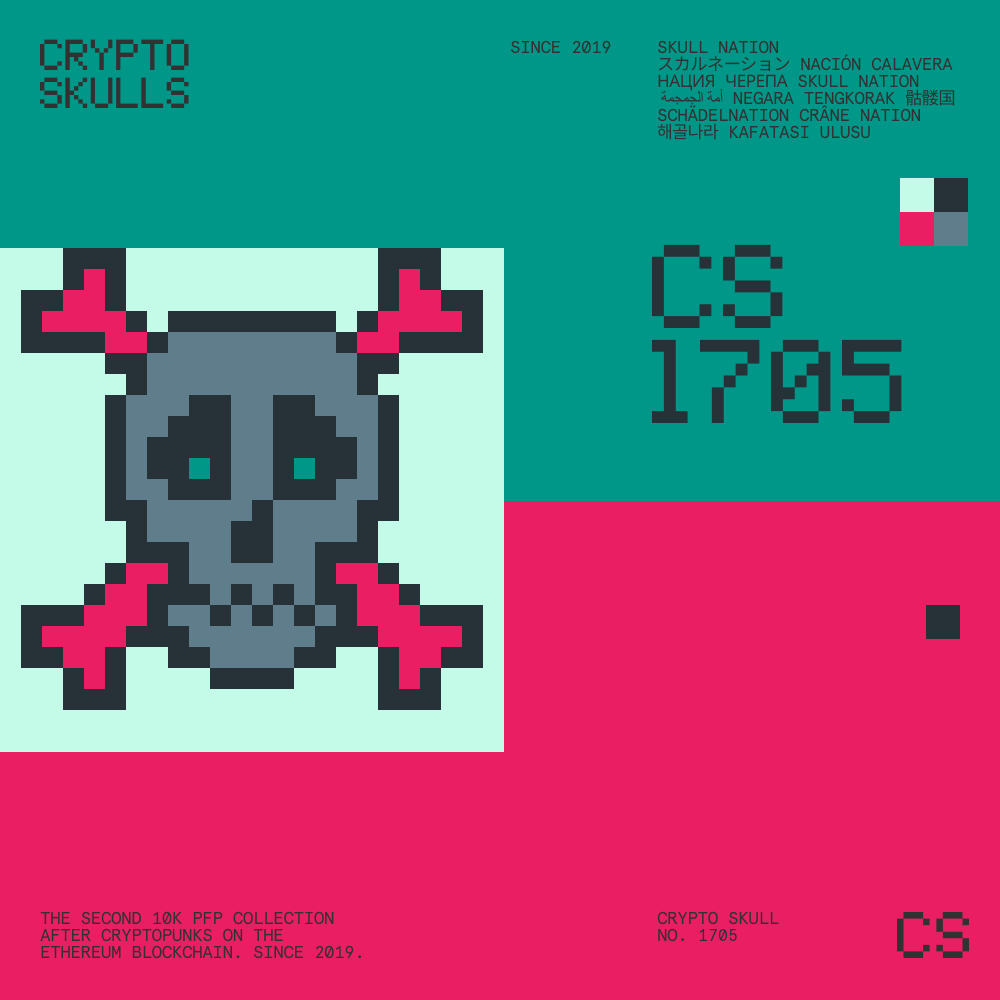 CRYPTO
SKULLS
SINCE 2019
SKULL NATION
スカルネーション NACIÓN CALAVERA
НАЦИЯ ЧЕРЕПА SKULL NATION
أمة الجمجمة NEGARA TENGKORAK 骷髅国
SCHÄDELNATION CRÂNE NATION
해골나라 KAFATASI ULUSU
CS
1705
THE SECOND 10K PFP COLLECTION
AFTER CRYPTOPUNKS ON THE
ETHEREUM BLOCKCHAIN. SINCE 2019.
CRYPTO SKULL
NO. 1705
CS